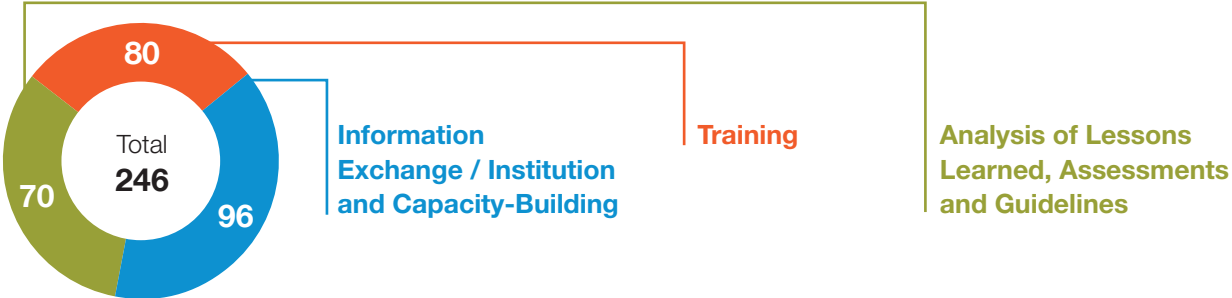 80
Total
246
70
96
Information
Exchange / Institution
and Capacity-Building
Training
Analysis of Lessons
Learned, Assessments
and Guidelines